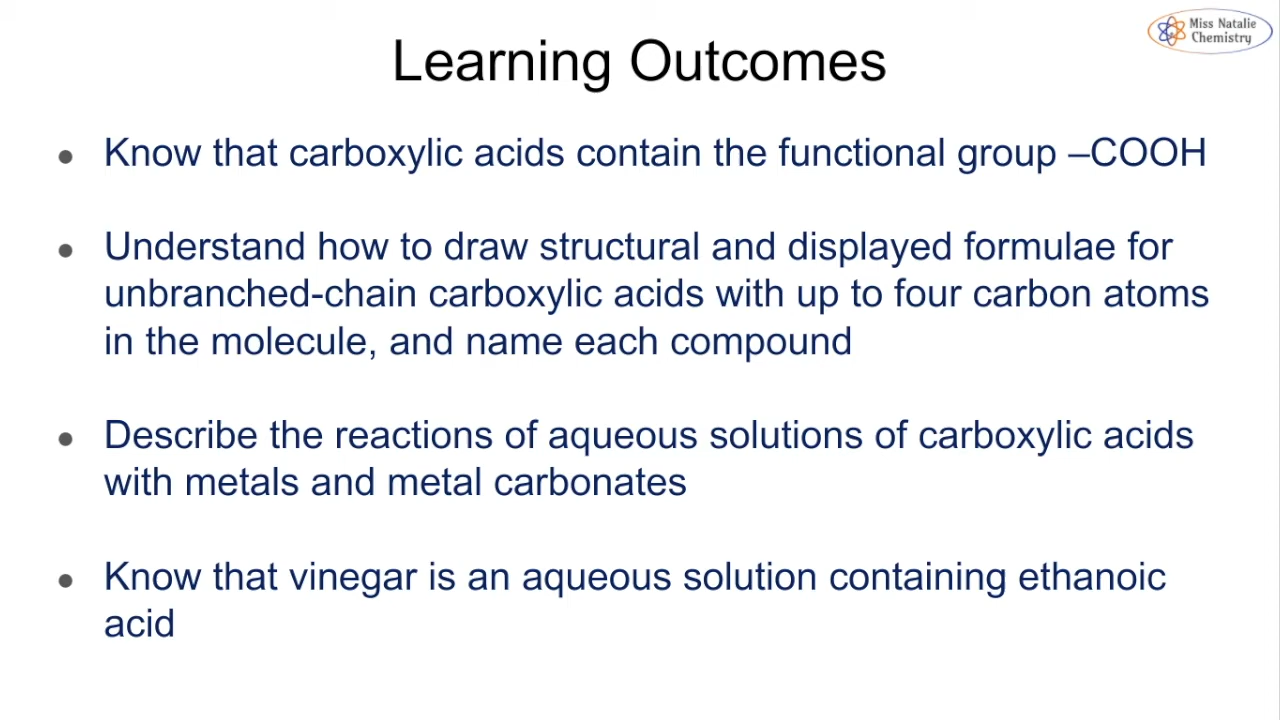 Miss Natalie
Chemistry
Learning Outcomes
● Know that carboxylic acids contain the functional group –COOH
● Understand how to draw structural and displayed formulae for
unbranched-chain carboxylic acids with up to four carbon atoms
in the molecule, and name each compound
● Describe the reactions of aqueous solutions of carboxylic acids
with metals and metal carbonates
● Know that vinegar is an aqueous solution containing ethanoic
acid